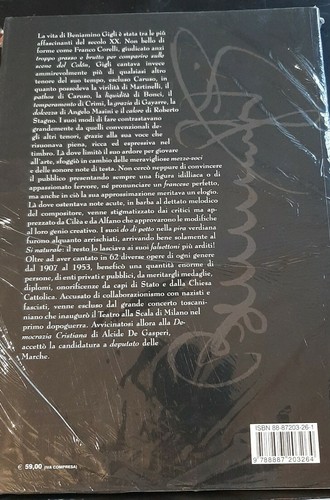 La vita di Beniamino Gigli è stata tra le più
affascinanti del secolo XX. Non bello di
forme come Franco Corelli, giudicato anzi
troppo grasso o brutto per comparire sulle
scene del Colón, Gigli cantava invece
ammirevolmente più di qualsiasi altro
tenore del suo tempo, escluso Caruso, in
quanto possedeva la virilità di Martinelli, il
pathos di Caruso, la liquidità di Bonci, il
temperamento di Crimi, la grazia di Gayarre, la
dolcezza di Angelo Masini e il calore di Roberto
Stagno. I suoi modi di fare contrastavano
grandemente da quelli convenzionali de-
gli altri tenori, grazie alla sua voce che
risuonava piena, ricca ed espressiva nel
timbro. Là dove limitò il suo ardore per giovare
all'arte, sfoggiò in cambio delle meravigliose mezze-voci
e delle sonore note di testa. Non cercò neppure di convincere
il pubblico presentando sempre una figura idilliaca o di
appassionato fervore, né pronunciare un francese perfetto,
ma anche in ciò la sua approssimazione meritava un elogio.
Là dove ostentava note acute, in barba al dettato melodico
del compositore, venne stigmatizzato dai critici ma ap-
prezzato da Cilèa e da Alfano che approvarono le modifiche
al loro genio creativo. I suoi do di petto nella pira verdiana
furono alquanto arrischiati, arrivando bene solamente al
Si naturale: il resto lo lasciava ai suoi falsettoni più arditi!
Oltre ad aver cantato in 62 diverse opere di ogni genere
dal 1907 al 1953, beneficiò una quantità enorme di
persone, di enti privati e pubblici, da meritargli medaglie,
diplomi, onorificenze da capi di Stato e dalla Chiesa
Cattolica. Accusato di collaborazionismo con nazisti e
fascisti, venne escluso dal grande concerto toscani-
niano che inaugurò il Teatro alla Scala di Milano nel
primo dopoguerra. Avvicinatosi allora alla De-
mocrazia Cristiana di Alcide De Gasperi,
accettò la candidatura a deputato delle
Marche.
€ 59,00 (IVA COMPRESA)
ISBN 88 87203-26-1
9 788887 203264